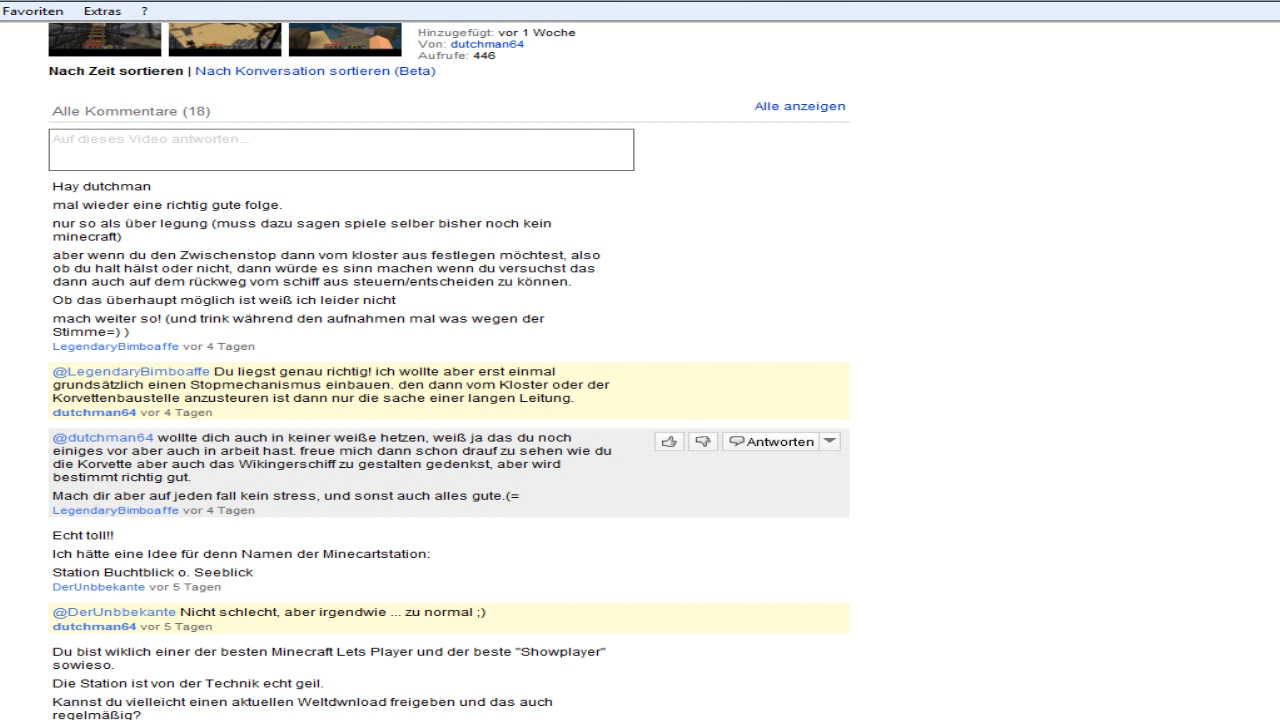 Favoriten Extras ?
Hinzugefügt: vor 1 Woche
Von: dutchman64
Aufrufe: 446
Nach Zeit sortieren | Nach Konversation sortieren (Beta)
Alle Kommentare (18)
Alle anzeigen
Auf dieses Video antworten...
Hay dutchman
mal wieder eine richtig gute folge.
nur so als über legung (muss dazu sagen spiele selber bisher noch kein
minecraft)
aber wenn du den Zwischenstop dann vom kloster aus festlegen möchtest, also
ob du halt hälst oder nicht, dann würde es sinn machen wenn du versuchst das
dann auch auf dem rückweg vom schiff aus steuern/entscheiden zu können.
Ob das überhaupt möglich ist weiß ich leider nicht
mach weiter so! (und trink während den aufnahmen mal was wegen der
Stimme=) )
LegendaryBimboaffe vor 4 Tagen
@LegendaryBimboaffe Du liegst genau richtig! ich wollte aber erst einmal
grundsätzlich einen Stopmechanismus einbauen. den dann vom Kloster oder der
Korvettenbaustelle anzusteuren ist dann nur die sache einer langen Leitung.
dutchman64 vor 4 Tagen
@dutchman64 wollte dich auch in keiner weiße hetzen, weiß ja das du noch
einiges vor aber auch in arbeit hast. freue mich dann schon drauf zu sehen wie du
die Korvette aber auch das Wikingerschiff zu gestalten gedenkst, aber wird
bestimmt richtig gut.
Antworten
Mach dir aber auf jeden fall kein stress, und sonst auch alles gute.(=
LegendaryBimboaffe vor 4 Tagen
Echt toll!!
Ich hätte eine Idee für denn Namen der Minecartstation:
Station Buchtblick o. Seeblick
DerUnbbekante vor 5 Tagen
@DerUnbbekante Nicht schlecht, aber irgendwie ... zu normal ;)
dutchman64 vor 5 Tagen
Du bist wiklich einer der besten Minecraft Lets Player und der beste "Showplayer"
sowieso.
Die Station ist von der Technik echt geil.
Kannst du vielleicht einen aktuellen Weltdwnload freigeben und das auch
regelmäßig?